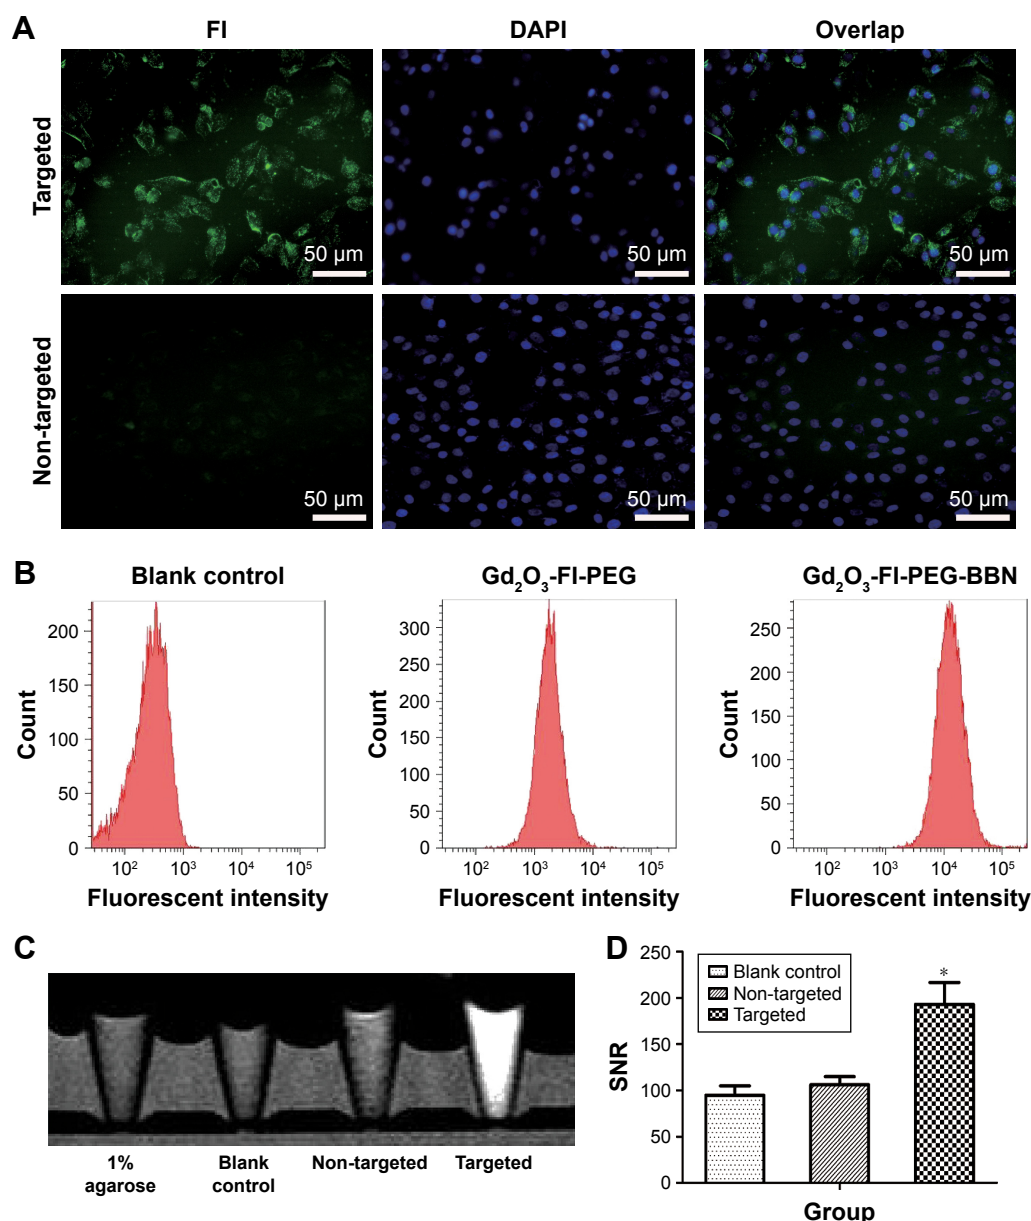 A
FI
DAPI
Overlap
Targeted
50 µm
50 µm
50 µm
Non-targeted
50 µm
50 µm
50 µm
B
Blank control
Gd₂O₃-FI-PEG
Gd₂O₃-FI-PEG-BBN
Count
200
150
100
50
0
10² 10³ 10⁴ 10⁵
Fluorescent intensity
Count
300
250
200
150
100
50
0
10² 10³ 10⁴ 10⁵
Fluorescent intensity
Count
250
200
150
100
50
0
10² 10³ 10⁴ 10⁵
Fluorescent intensity
C
1%
agarose
Blank
control
Non-targeted
Targeted
D
SNR
250
200
150
100
50
0
Blank control
Non-targeted
Targeted
*
Group